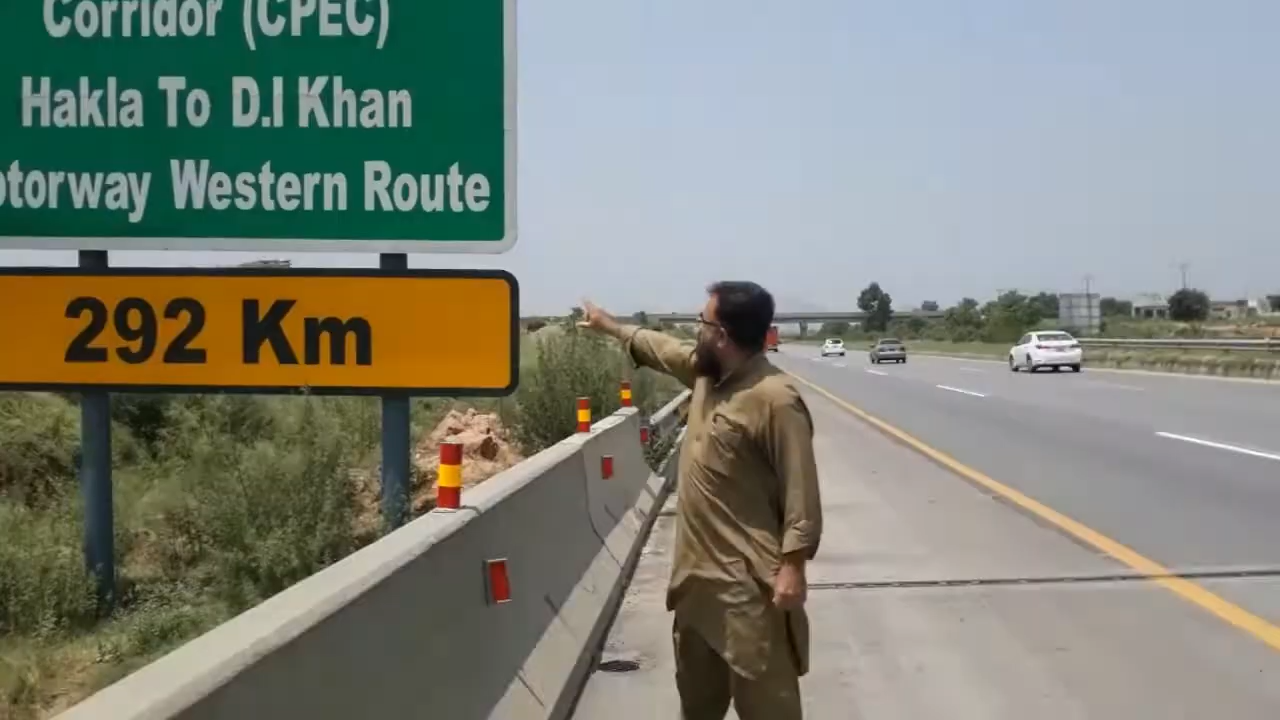 Corridor (CPEC)
Hakla To D.I Khan
otorway Western Route
292 Km